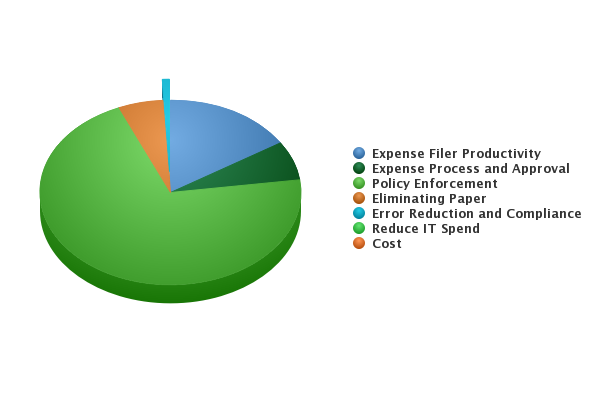 Expense Filer Productivity
Expense Process and Approval
Policy Enforcement
Eliminating Paper
Error Reduction and Compliance
Reduce IT Spend
Cost